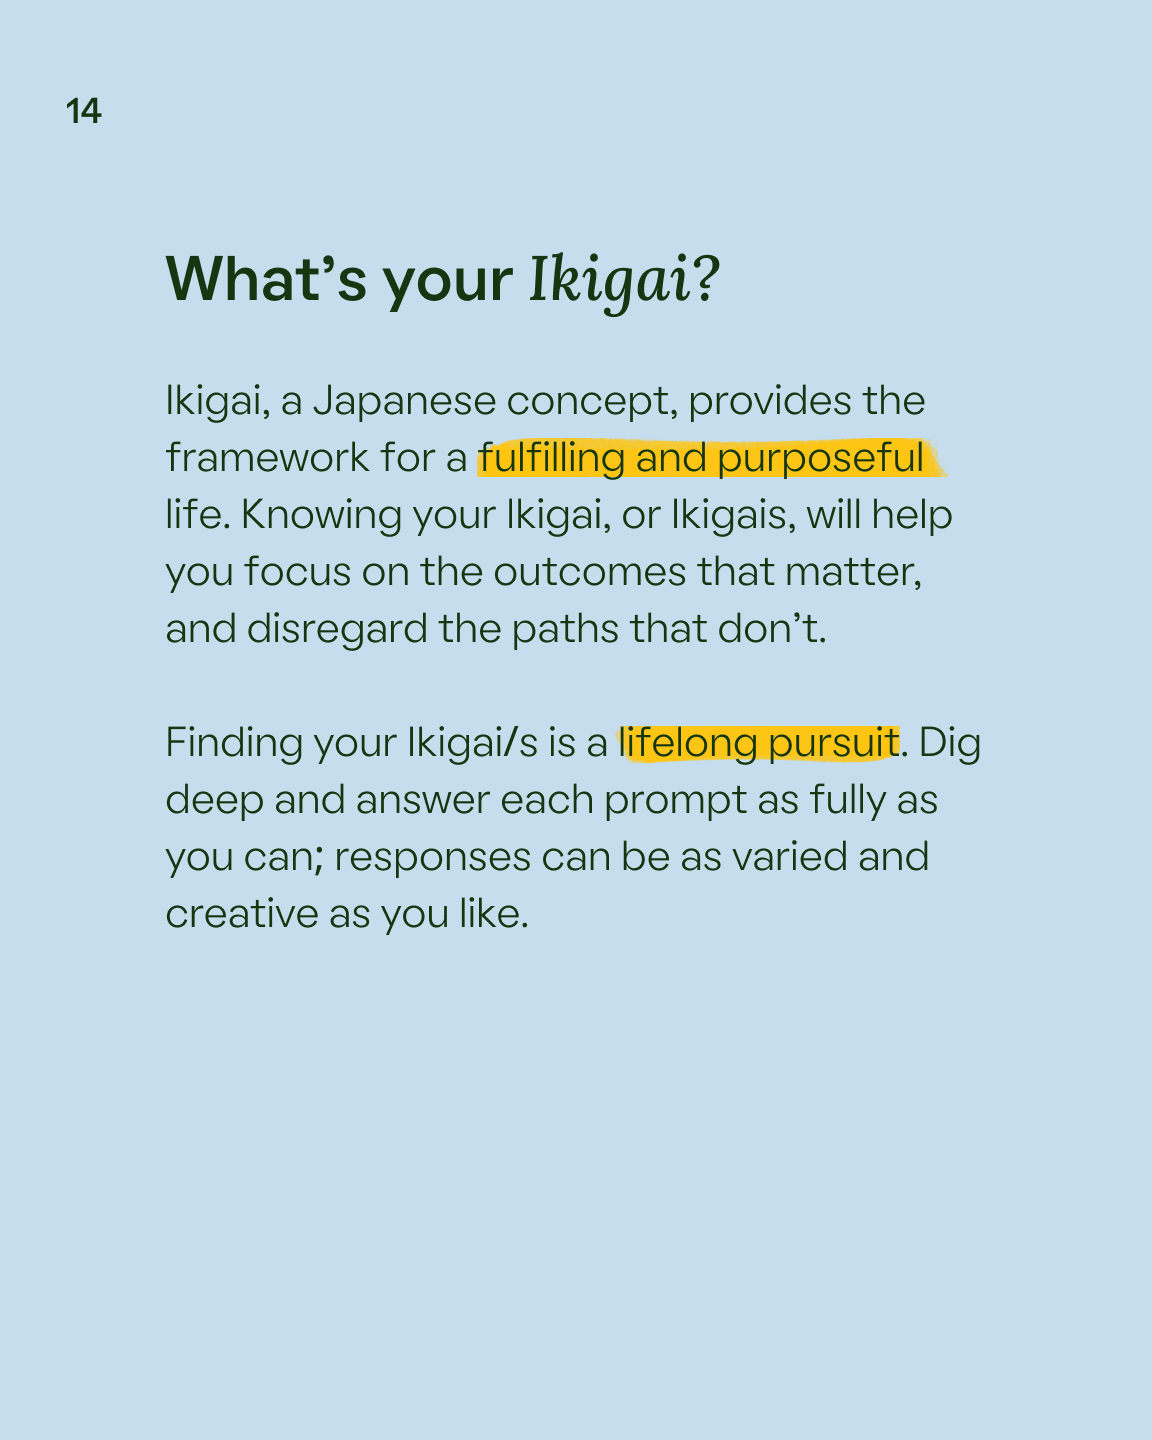 14
What’s your Ikigai?
Ikigai, a Japanese concept, provides the
framework for a fulfilling and purposeful
life. Knowing your Ikigai, or Ikigais, will help
you focus on the outcomes that matter,
and disregard the paths that don’t.
Finding your Ikigai/s is a lifelong pursuit. Dig
deep and answer each prompt as fully as
you can; responses can be as varied and
creative as you like.